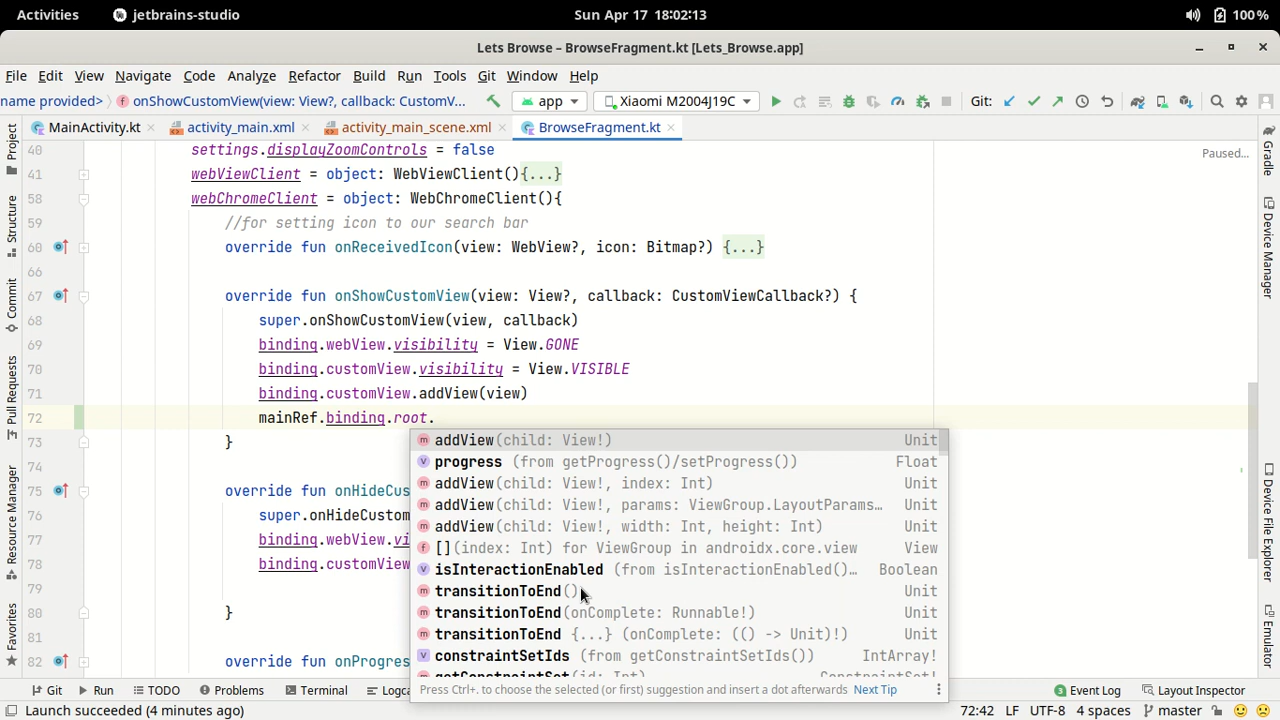 Activities jetbrains-studio Sun Apr 17 18:02:13 100%
Lets Browse – BrowseFragment.kt [Lets_Browse.app]
File Edit View Navigate Code Analyze Refactor Build Run Tools Git Window Help
name provided> onShowCustomView(view: View?, callback: CustomV... app Xiaomi M2004J19C Git:
MainActivity.kt activity_main.xml activity_main_scene.xml BrowseFragment.kt
Paused...
40 settings.displayZoomControls = false
41 webViewClient = object: WebViewClient(){...}
58 webChromeClient = object: WebChromeClient(){
59 //for setting icon to our search bar
60 override fun onReceivedIcon(view: WebView?, icon: Bitmap?) {...}
66
67 override fun onShowCustomView(view: View?, callback: CustomViewCallback?) {
68 super.onShowCustomView(view, callback)
69 binding.webView.visibility = View.GONE
70 binding.customView.visibility = View.VISIBLE
71 binding.customView.addView(view)
72 mainRef.binding.root.
73 }
74
75 override fun onHideCus
76 super.onHideCustom
77 binding.webView.vi
78 binding.customView
79
80 }
81
82 override fun onProgres
addView(child: View!) Unit
progress (from getProgress()/setProgress()) Float
addView(child: View!, index: Int) Unit
addView(child: View!, params: ViewGroup.LayoutParams… Unit
addView(child: View!, width: Int, height: Int) Unit
[](index: Int) for ViewGroup in androidx.core.view View
isInteractionEnabled (from isInteractionEnabled()… Boolean
transitionToEnd() Unit
transitionToEnd(onComplete: Runnable!) Unit
transitionToEnd {...} (onComplete: (() -> Unit)!) Unit
constraintSetIds (from getConstraintSetIds()) IntArray!
getConstraintSet(id: Int) ConstraintSet!
Press Ctrl+. to choose the selected (or first) suggestion and insert a dot afterwards Next Tip
Project
Structure
Commit
Pull Requests
Resource Manager
Favorites
Gradle
Device Manager
Device File Explorer
Emulator
Git Run TODO Problems Terminal Logca Event Log Layout Inspector
Launch succeeded (4 minutes ago) 72:42 LF UTF-8 4 spaces master